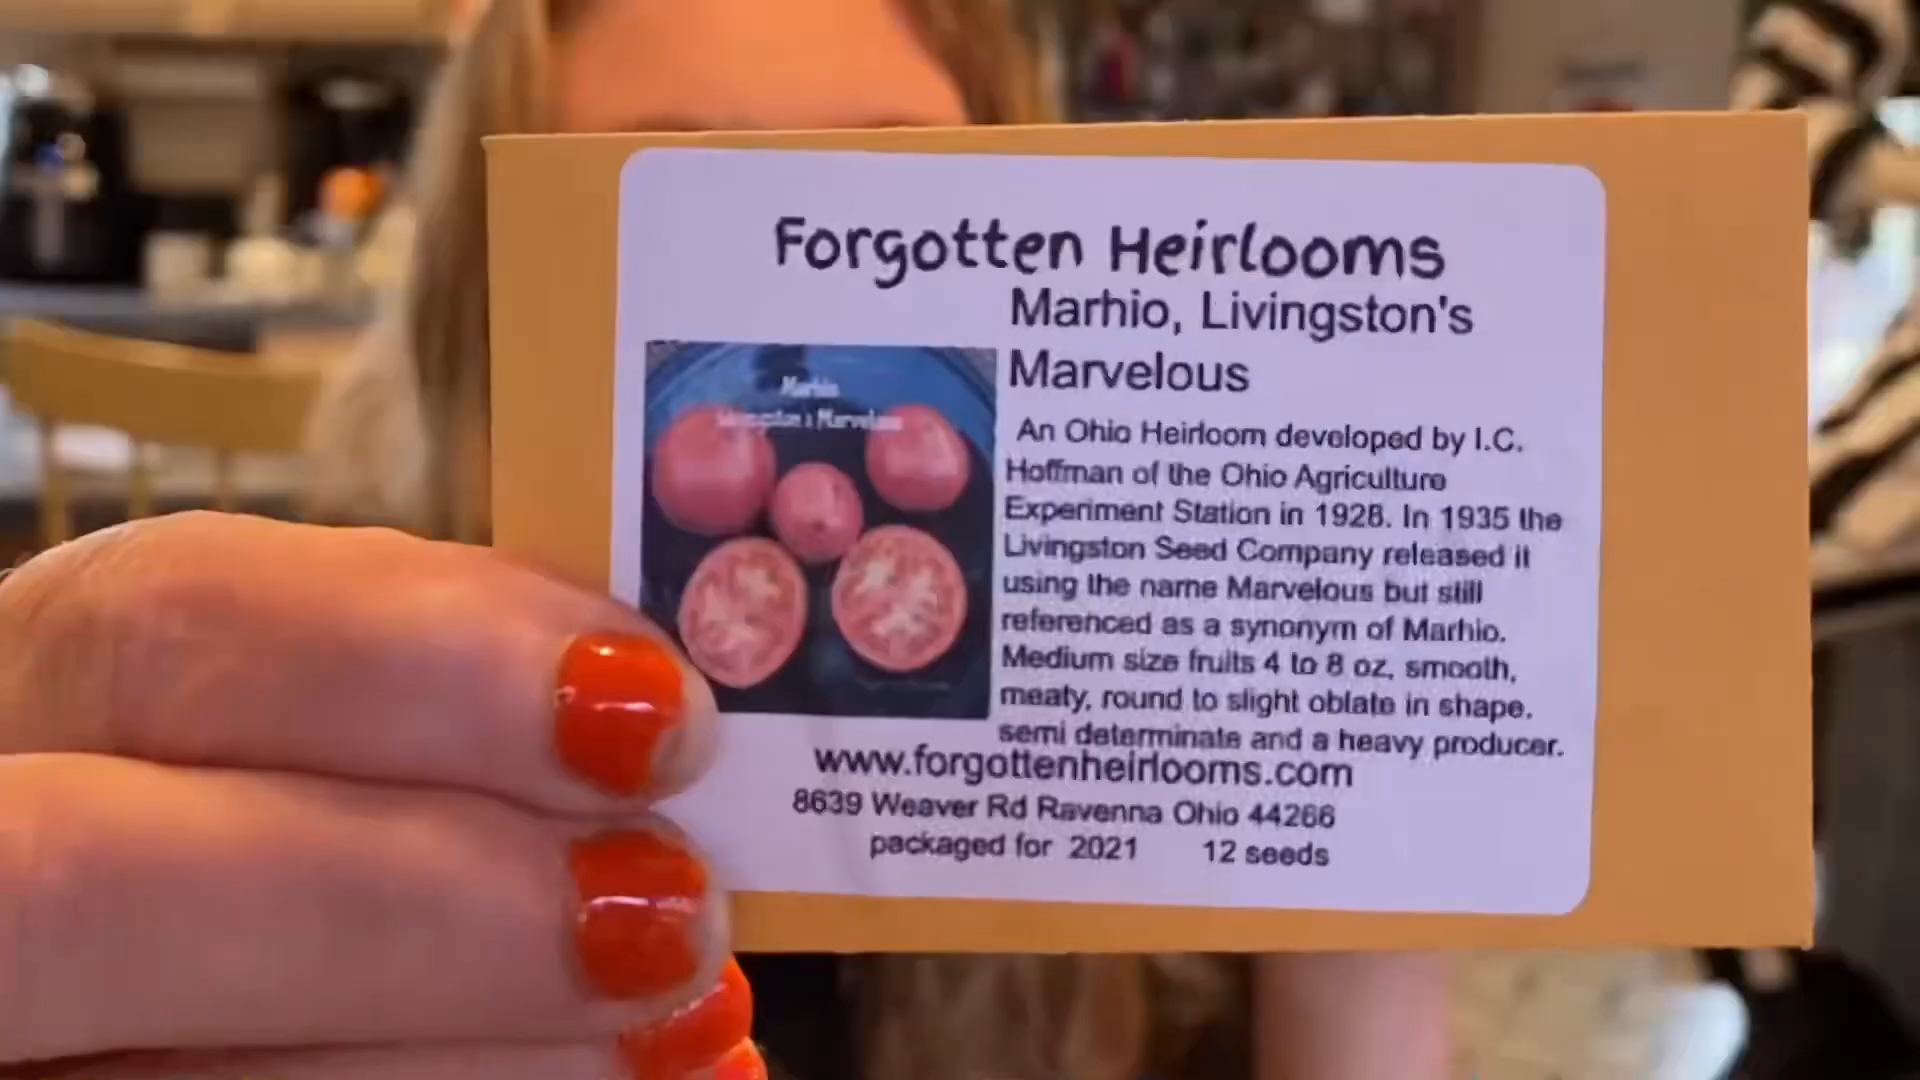 Forgotten Heirlooms
Marhio, Livingston's
Marvelous
Marhio
Livingston's Marvelous
An Ohio Heirloom developed by I.C.
Hoffman of the Ohio Agriculture
Experiment Station in 1928. In 1935 the
Livingston Seed Company released it
using the name Marvelous but still
referenced as a synonym of Marhio.
Medium size fruits 4 to 8 oz, smooth,
meaty, round to slight oblate in shape.
semi determinate and a heavy producer.
www.forgottenheirlooms.com
8639 Weaver Rd Ravenna Ohio 44266
packaged for 2021 12 seeds